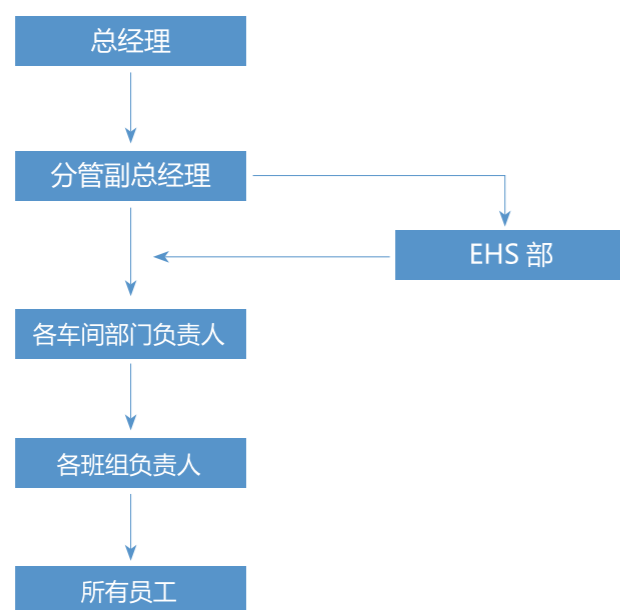 总经理
分管副总经理
EHS 部
各车间部门负责人
各班组负责人
所有员工